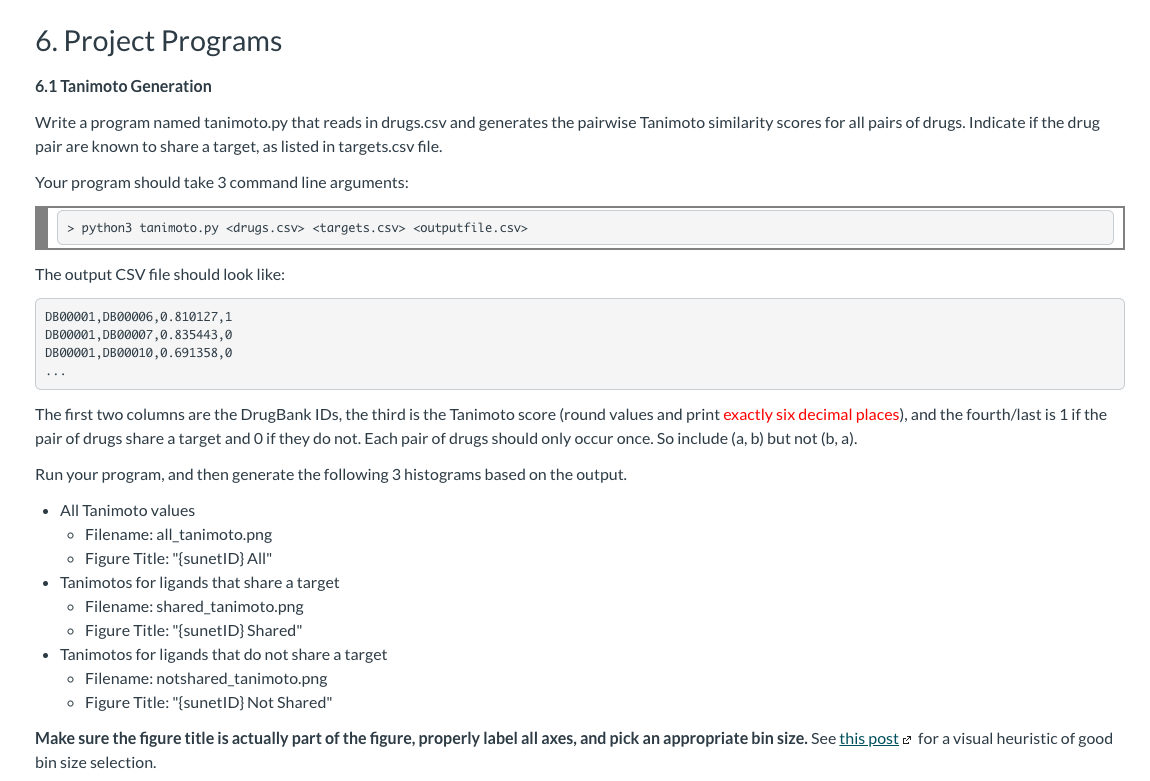 6. Project Programs
6.1 Tanimoto Generation
Write a program named tanimoto.py that reads in drugs.csv and generates the pairwise Tanimoto similarity scores for all pairs of drugs. Indicate if the drug
pair are known to share a target, as listed in targets.csv file.
Your program should take 3 command line arguments:
> python3 tanimoto.py <drugs.csv> <targets.csv> <outputfile.csv>
The output CSV file should look like:
DB00001,DB00006,0.810127,1
DB00001,DB00007,0.835443,0
DB00001,DB00010,0.691358,0
...
The first two columns are the DrugBank IDs, the third is the Tanimoto score (round values and print exactly six decimal places), and the fourth/last is 1 if the
pair of drugs share a target and 0 if they do not. Each pair of drugs should only occur once. So include (a, b) but not (b, a).
Run your program, and then generate the following 3 histograms based on the output.
• All Tanimoto values
◦ Filename: all_tanimoto.png
◦ Figure Title: "{sunetID} All"
• Tanimotos for ligands that share a target
◦ Filename: shared_tanimoto.png
◦ Figure Title: "{sunetID} Shared"
• Tanimotos for ligands that do not share a target
◦ Filename: notshared_tanimoto.png
◦ Figure Title: "{sunetID} Not Shared"
Make sure the figure title is actually part of the figure, properly label all axes, and pick an appropriate bin size. See this post for a visual heuristic of good
bin size selection.